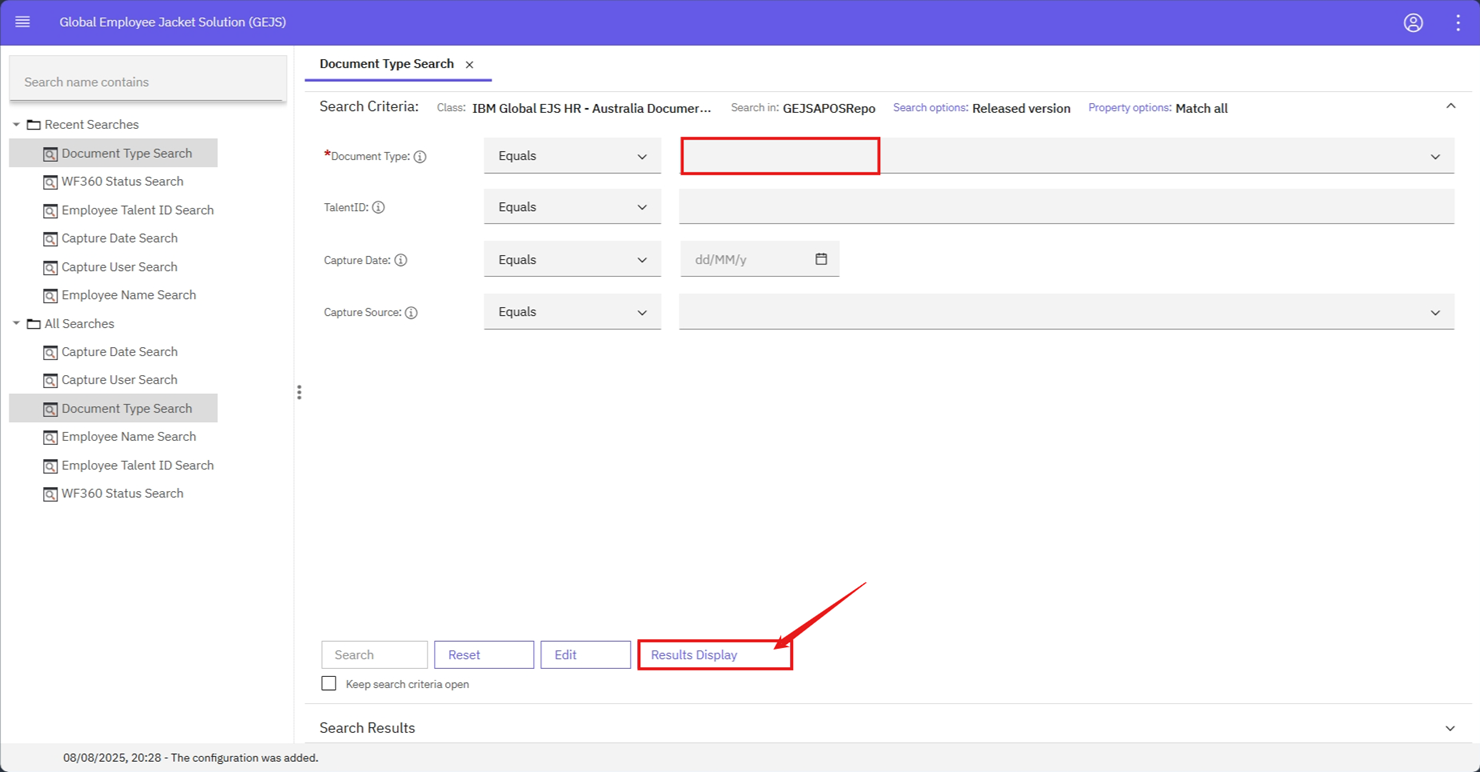 Global Employee Jacket Solution (GEJS)
Search name contains
Recent Searches
Document Type Search
WF360 Status Search
Employee Talent ID Search
Capture Date Search
Capture User Search
Employee Name Search
All Searches
Capture Date Search
Capture User Search
Document Type Search
Employee Name Search
Employee Talent ID Search
WF360 Status Search
Document Type Search
Search Criteria: Class: IBM Global EJS HR - Australia Documer... Search in: GEJSAPOSRepo Search options: Released version Property options: Match all
*Document Type: Equals
TalentID: Equals
Capture Date: Equals dd/MM/y
Capture Source: Equals
Search Reset Edit Results Display
Keep search criteria open
Search Results
08/08/2025, 20:28 - The configuration was added.